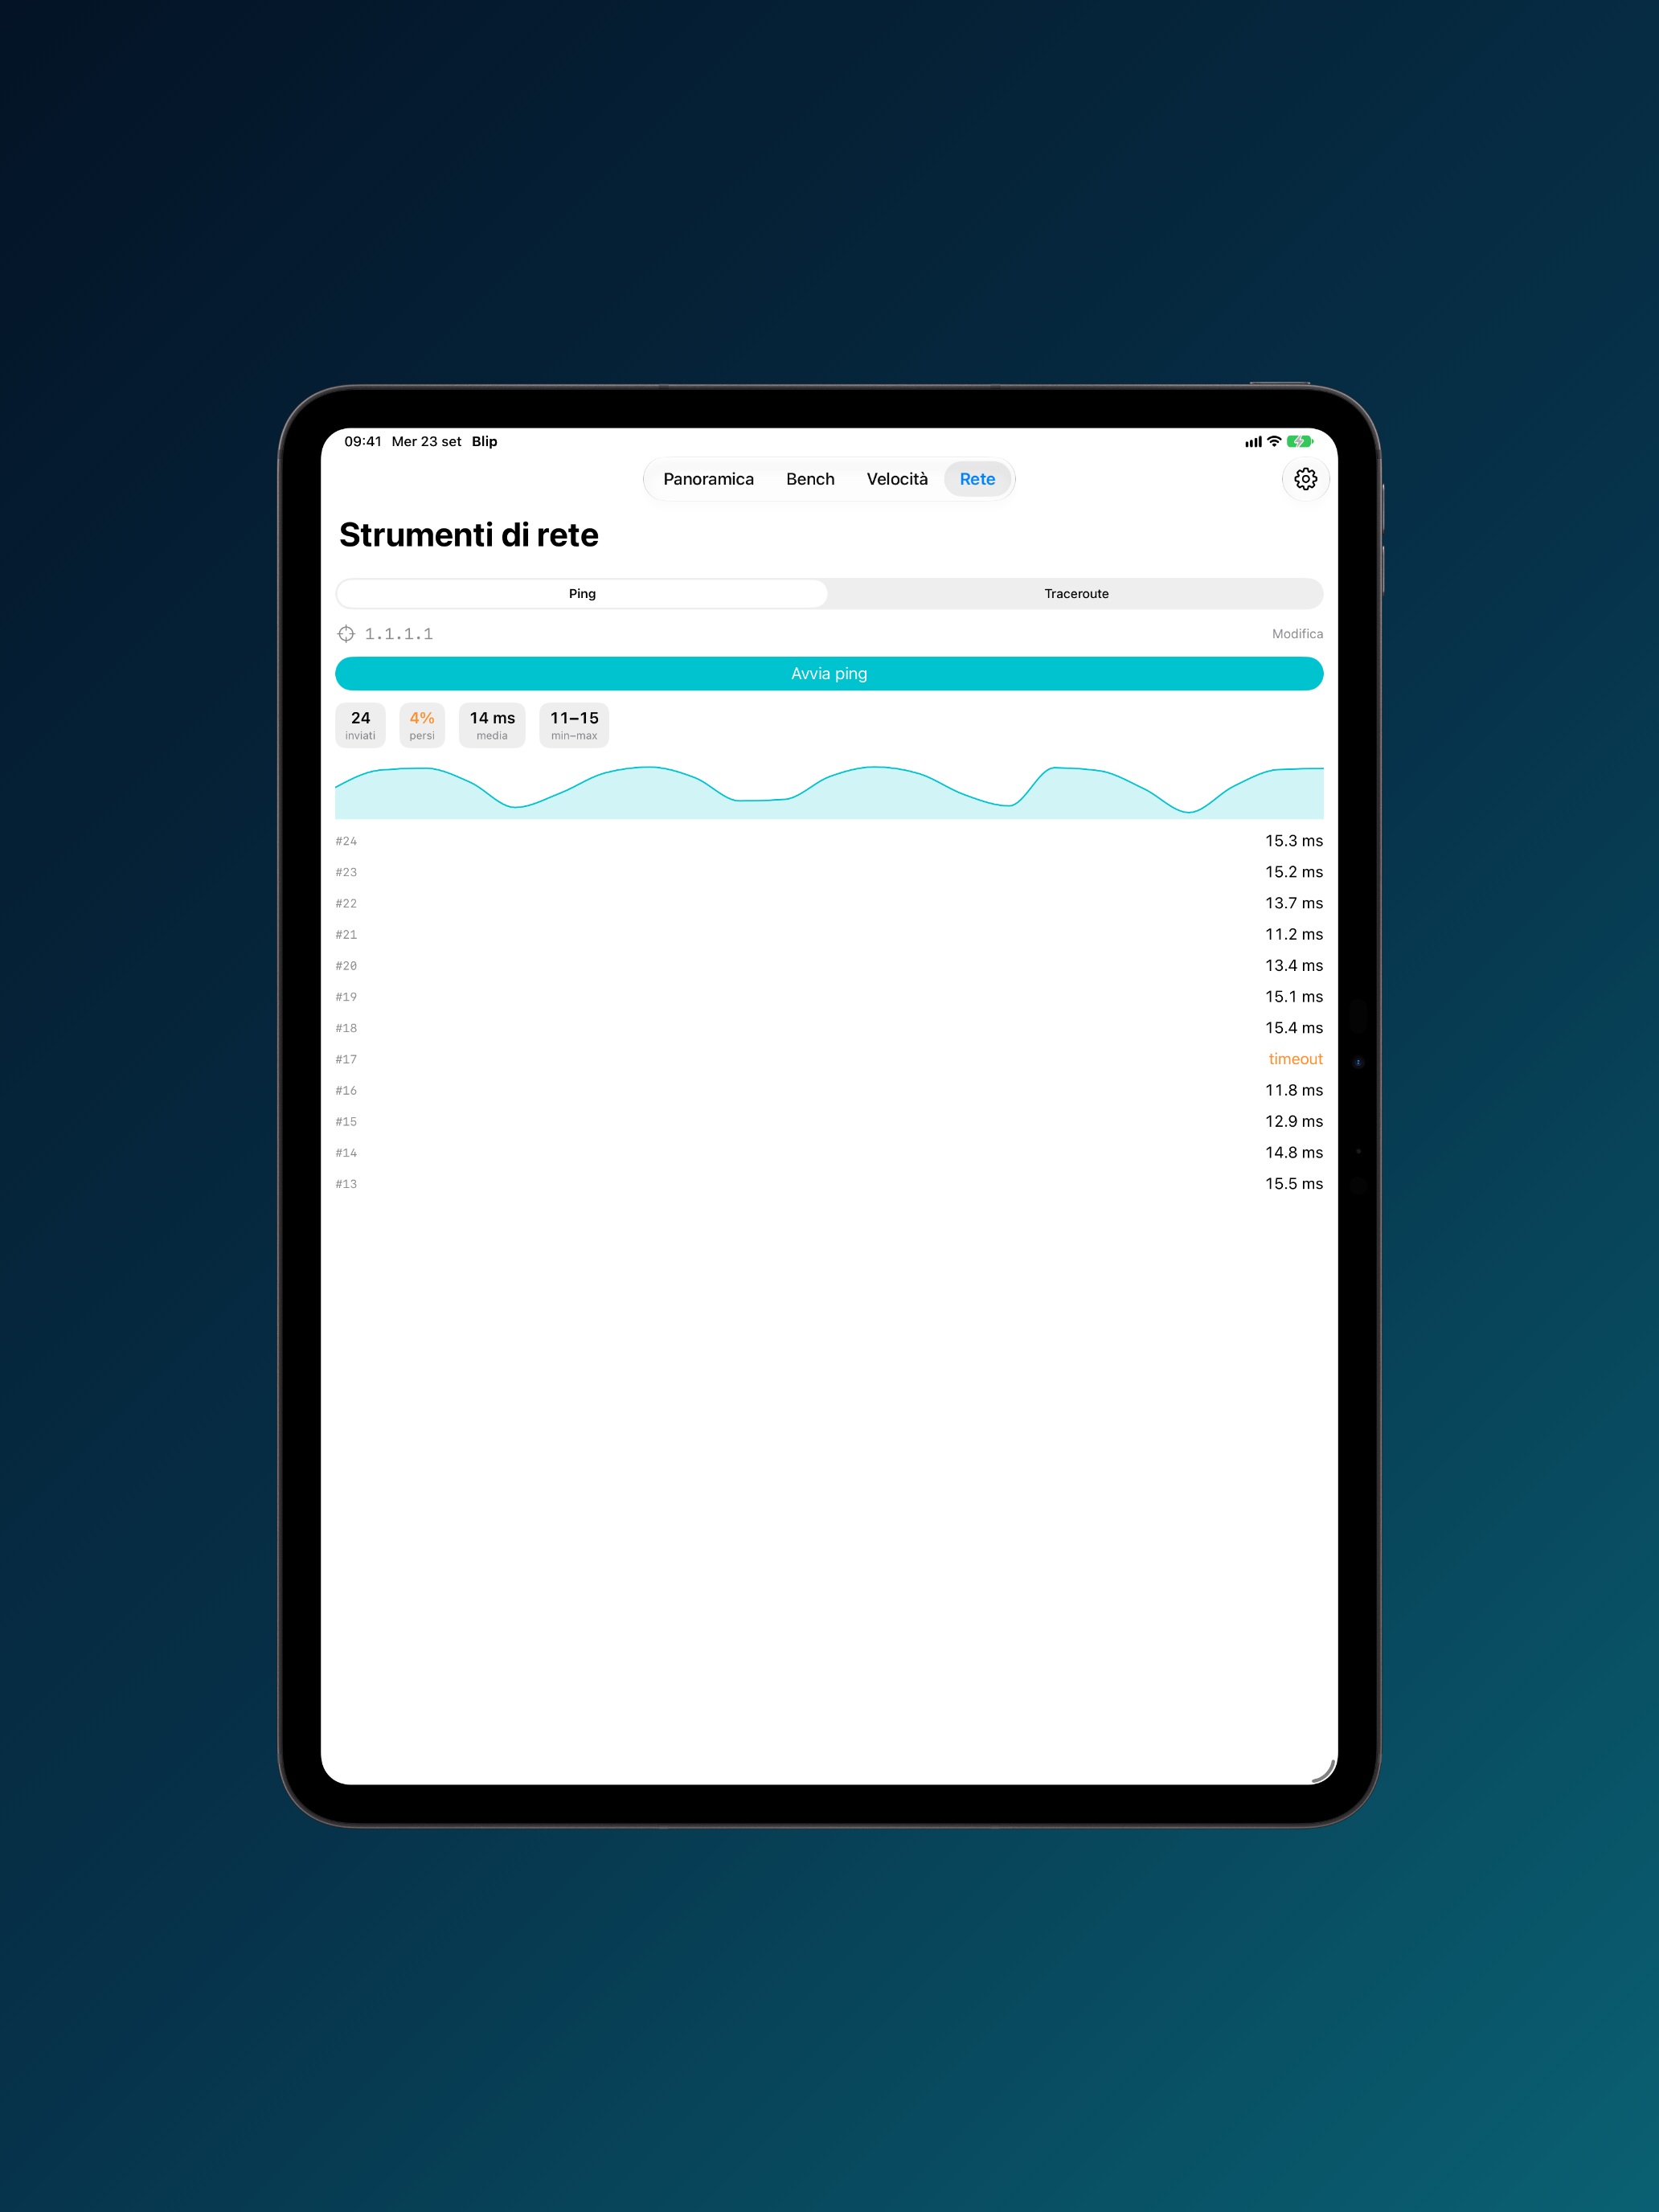 09:41 Mer 23 set Blip
Panoramica Bench Velocità Rete
Strumenti di rete
Ping Traceroute
1.1.1.1 Modifica
Avvia ping
24 4% 14 ms 11–15
inviati persi media min–max
#24 15.3 ms
#23 15.2 ms
#22 13.7 ms
#21 11.2 ms
#20 13.4 ms
#19 15.1 ms
#18 15.4 ms
#17 timeout
#16 11.8 ms
#15 12.9 ms
#14 14.8 ms
#13 15.5 ms